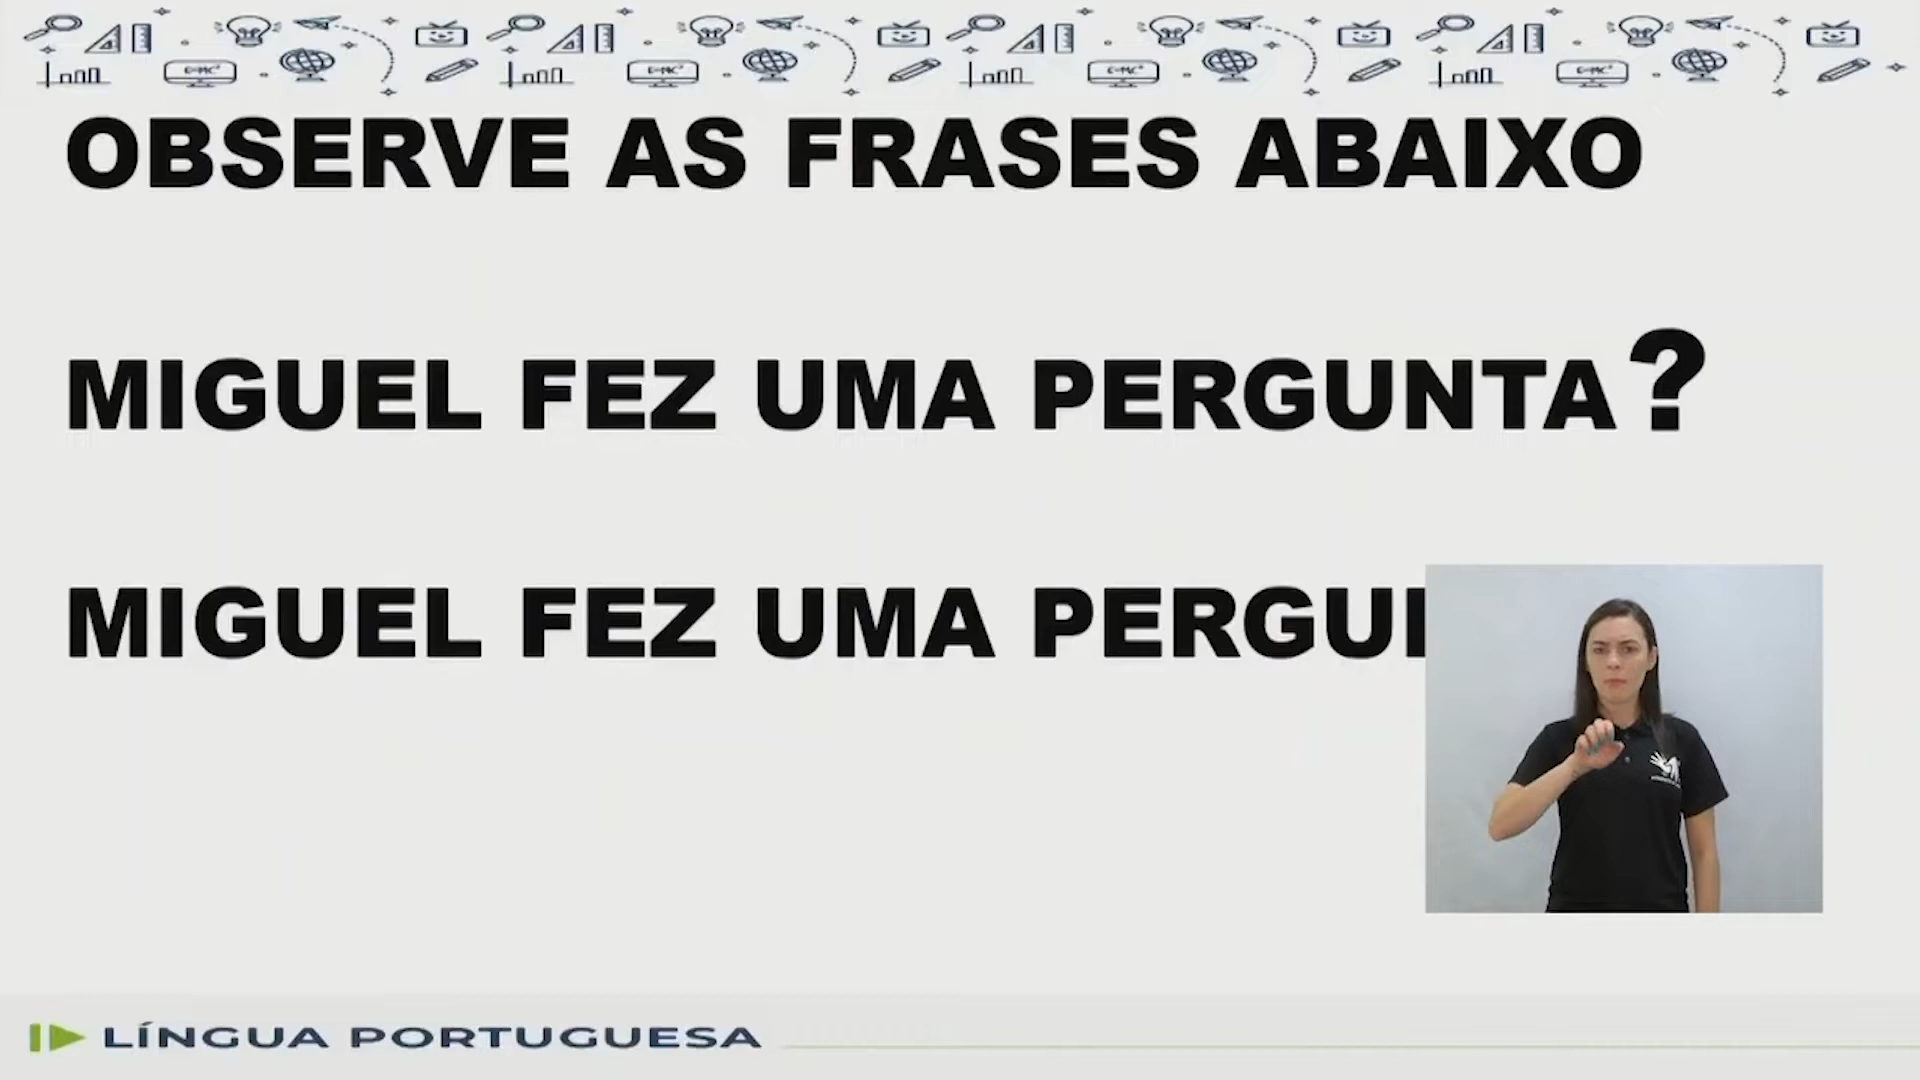 OBSERVE AS FRASES ABAIXO
MIGUEL FEZ UMA PERGUNTA?
MIGUEL FEZ UMA
LÍNGUA PORTUGUESA